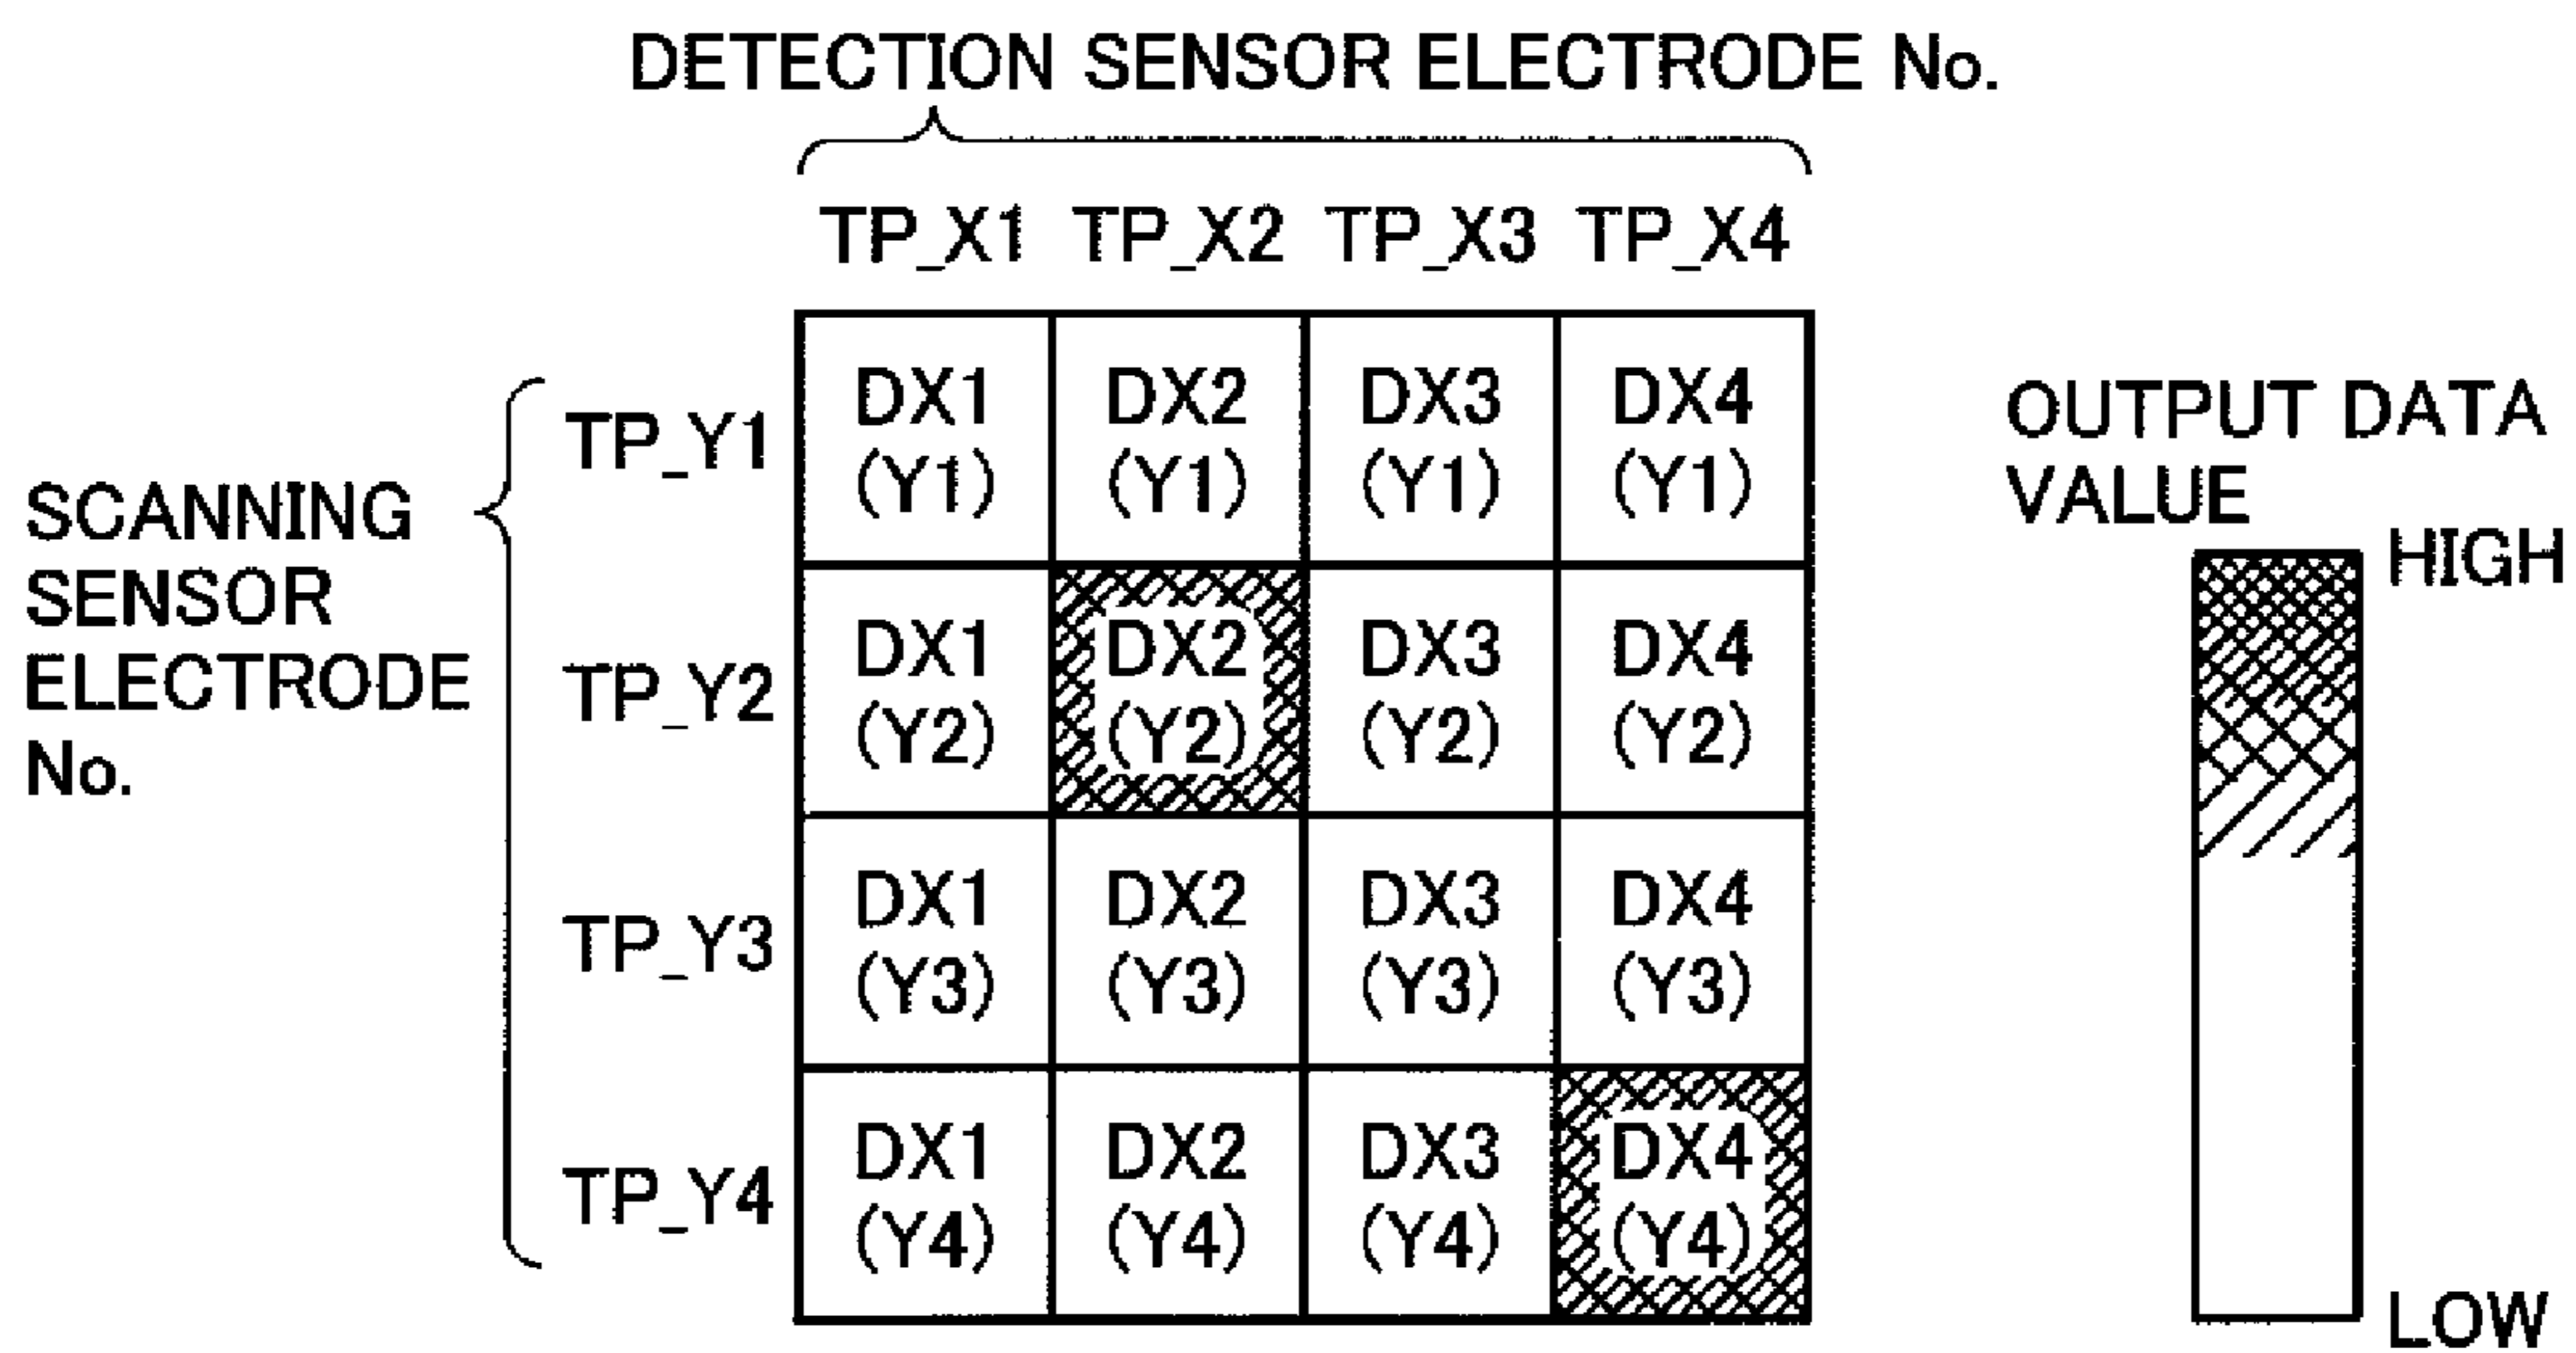 DETECTION SENSOR ELECTRODE No.
TP_X1 TP_X2 TP_X3 TP_X4
SCANNING
SENSOR
ELECTRODE
No.
TP_Y1
DX1 DX2 DX3 DX4
(Y1) (Y1) (Y1) (Y1)
TP_Y2
DX1 DX2 DX3 DX4
(Y2) (Y2) (Y2) (Y2)
TP_Y3
DX1 DX2 DX3 DX4
(Y3) (Y3) (Y3) (Y3)
TP_Y4
DX1 DX2 DX3 DX4
(Y4) (Y4) (Y4) (Y4)
OUTPUT DATA
VALUE
HIGH
LOW